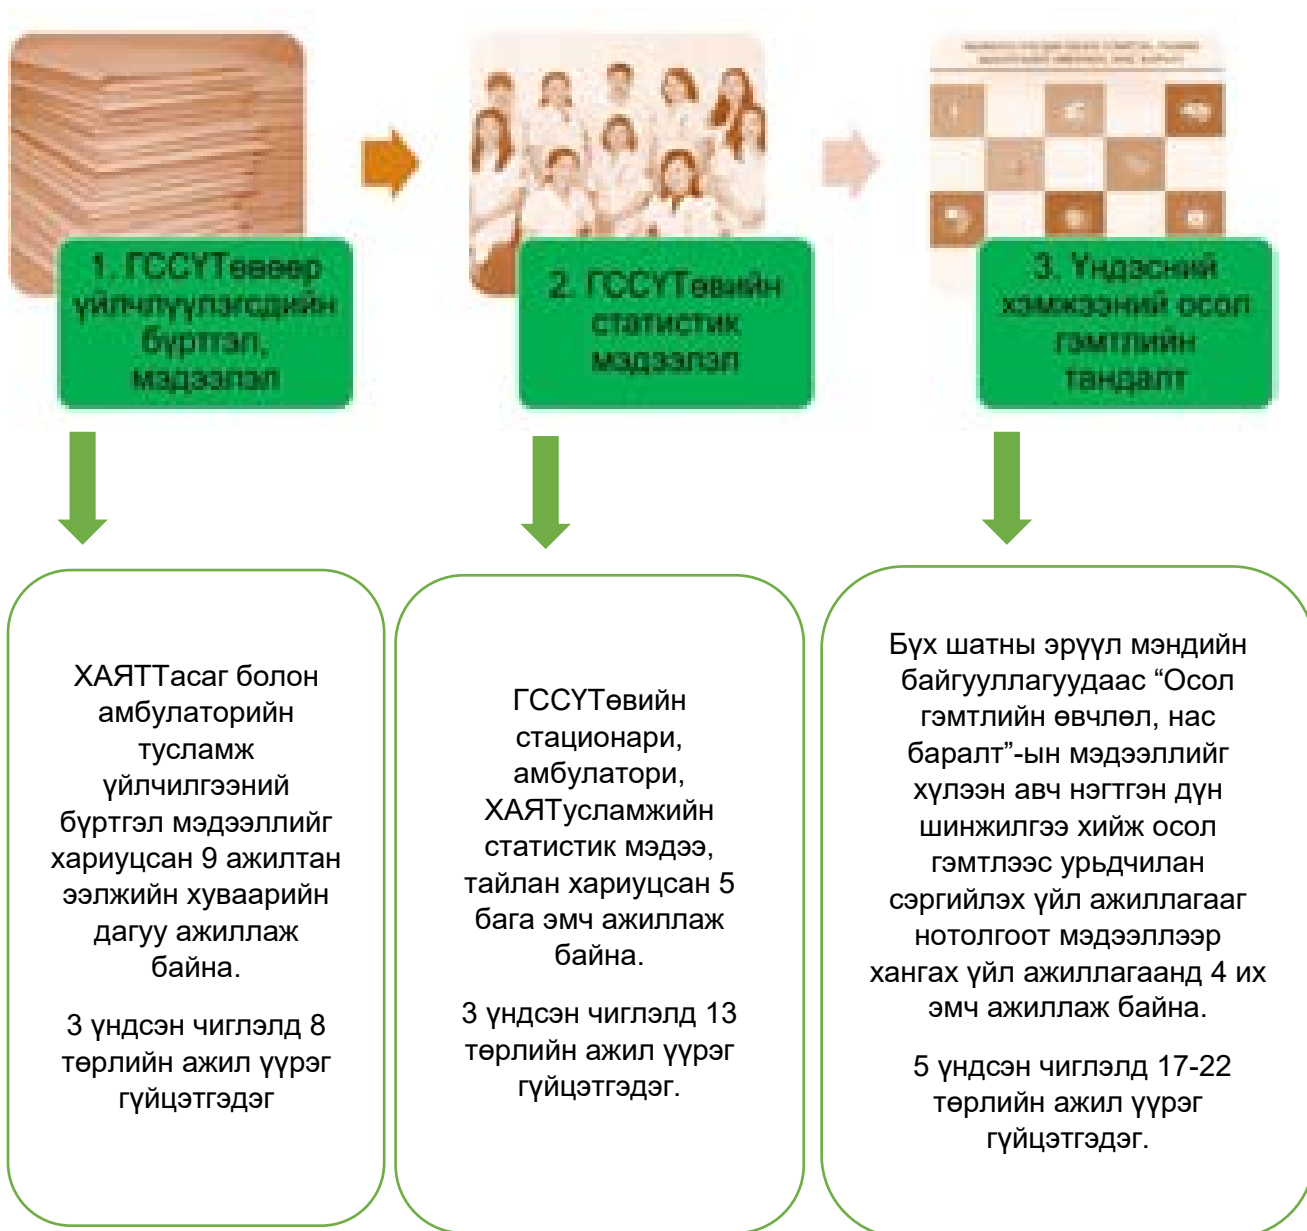 1. ГССҮТөвөөр
үйлчлүүлэгсдийн
бүртгэл,
мэдээлэл
2. ГССҮТөвийн
статистик
мэдээлэл
3. Үндэсний
хэмжээний осол
гэмтлийн
тандалт
ХАЯТТасаг болон
амбулаторийн
тусламж
үйлчилгээний
бүртгэл мэдээллийг
хариуцсан 9 ажилтан
ээлжийн хуваарийн
дагуу ажиллаж
байна.
3 үндсэн чиглэлд 8
төрлийн ажил үүрэг
гүйцэтгэдэг
ГССҮТөвийн
стационари,
амбулатори,
ХАЯТусламжийн
статистик мэдээ,
тайлан хариуцсан 5
бага эмч ажиллаж
байна.
3 үндсэн чиглэлд 13
төрлийн ажил үүрэг
гүйцэтгэдэг.
Бүх шатны эрүүл мэндийн
байгууллагуудаас “Осол
гэмтлийн өвчлөл, нас
баралт”-ын мэдээллийг
хүлээн авч нэгтгэн дүн
шинжилгээ хийж осол
гэмтлээс урьдчилан
сэргийлэх үйл ажиллагааг
нотолгоот мэдээллээр
хангах үйл ажиллагаанд 4 их
эмч ажиллаж байна.
5 үндсэн чиглэлд 17-22
төрлийн ажил үүрэг
гүйцэтгэдэг.